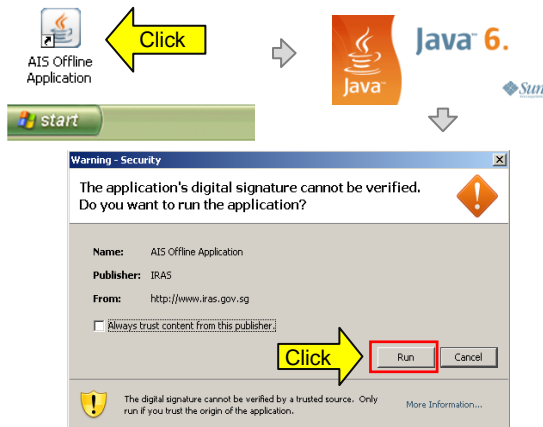 Click
AIS Offline
Application
start
Java
Java 6.
Sun
Warning - Security
The application's digital signature cannot be verified.
Do you want to run the application?
Name: AIS Offline Application
Publisher: IRAS
From: http://www.iras.gov.sg
Always trust content from this publisher.
Click
Run
Cancel
The digital signature cannot be verified by a trusted source. Only
run if you trust the origin of the application.
More Information...